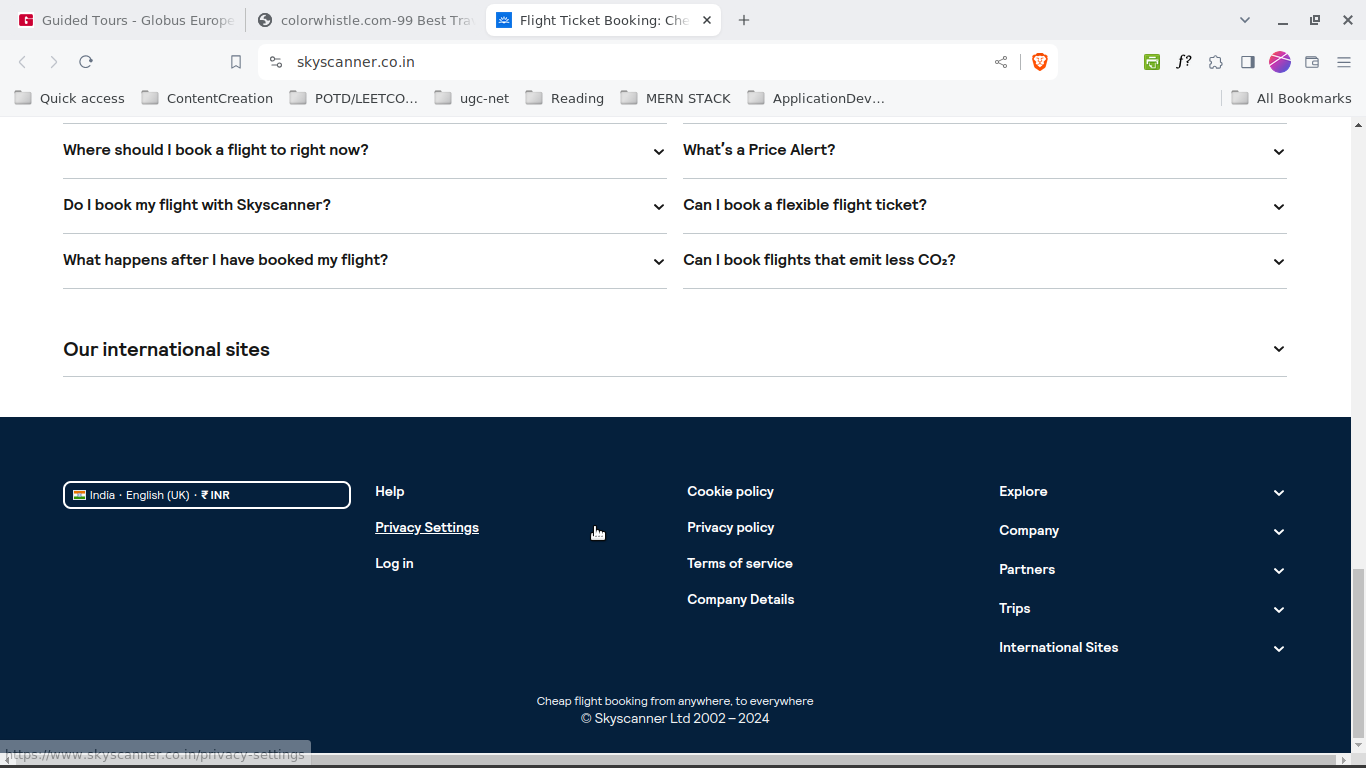 Guided Tours - Globus Europe
colorwhistle.com-99 Best Tra
Flight Ticket Booking: Che
skyscanner.co.in
f?
Quick access
ContentCreation
POTD/LEETCO…
ugc-net
Reading
MERN STACK
ApplicationDev…
All Bookmarks
Where should I book a flight to right now?
What’s a Price Alert?
Do I book my flight with Skyscanner?
Can I book a flexible flight ticket?
What happens after I have booked my flight?
Can I book flights that emit less CO₂?
Our international sites
India · English (UK) · ₹ INR
Help
Privacy Settings
Log in
Cookie policy
Privacy policy
Terms of service
Company Details
Explore
Company
Partners
Trips
International Sites
Cheap flight booking from anywhere, to everywhere
© Skyscanner Ltd 2002 – 2024
https://www.skyscanner.co.in/privacy-settings